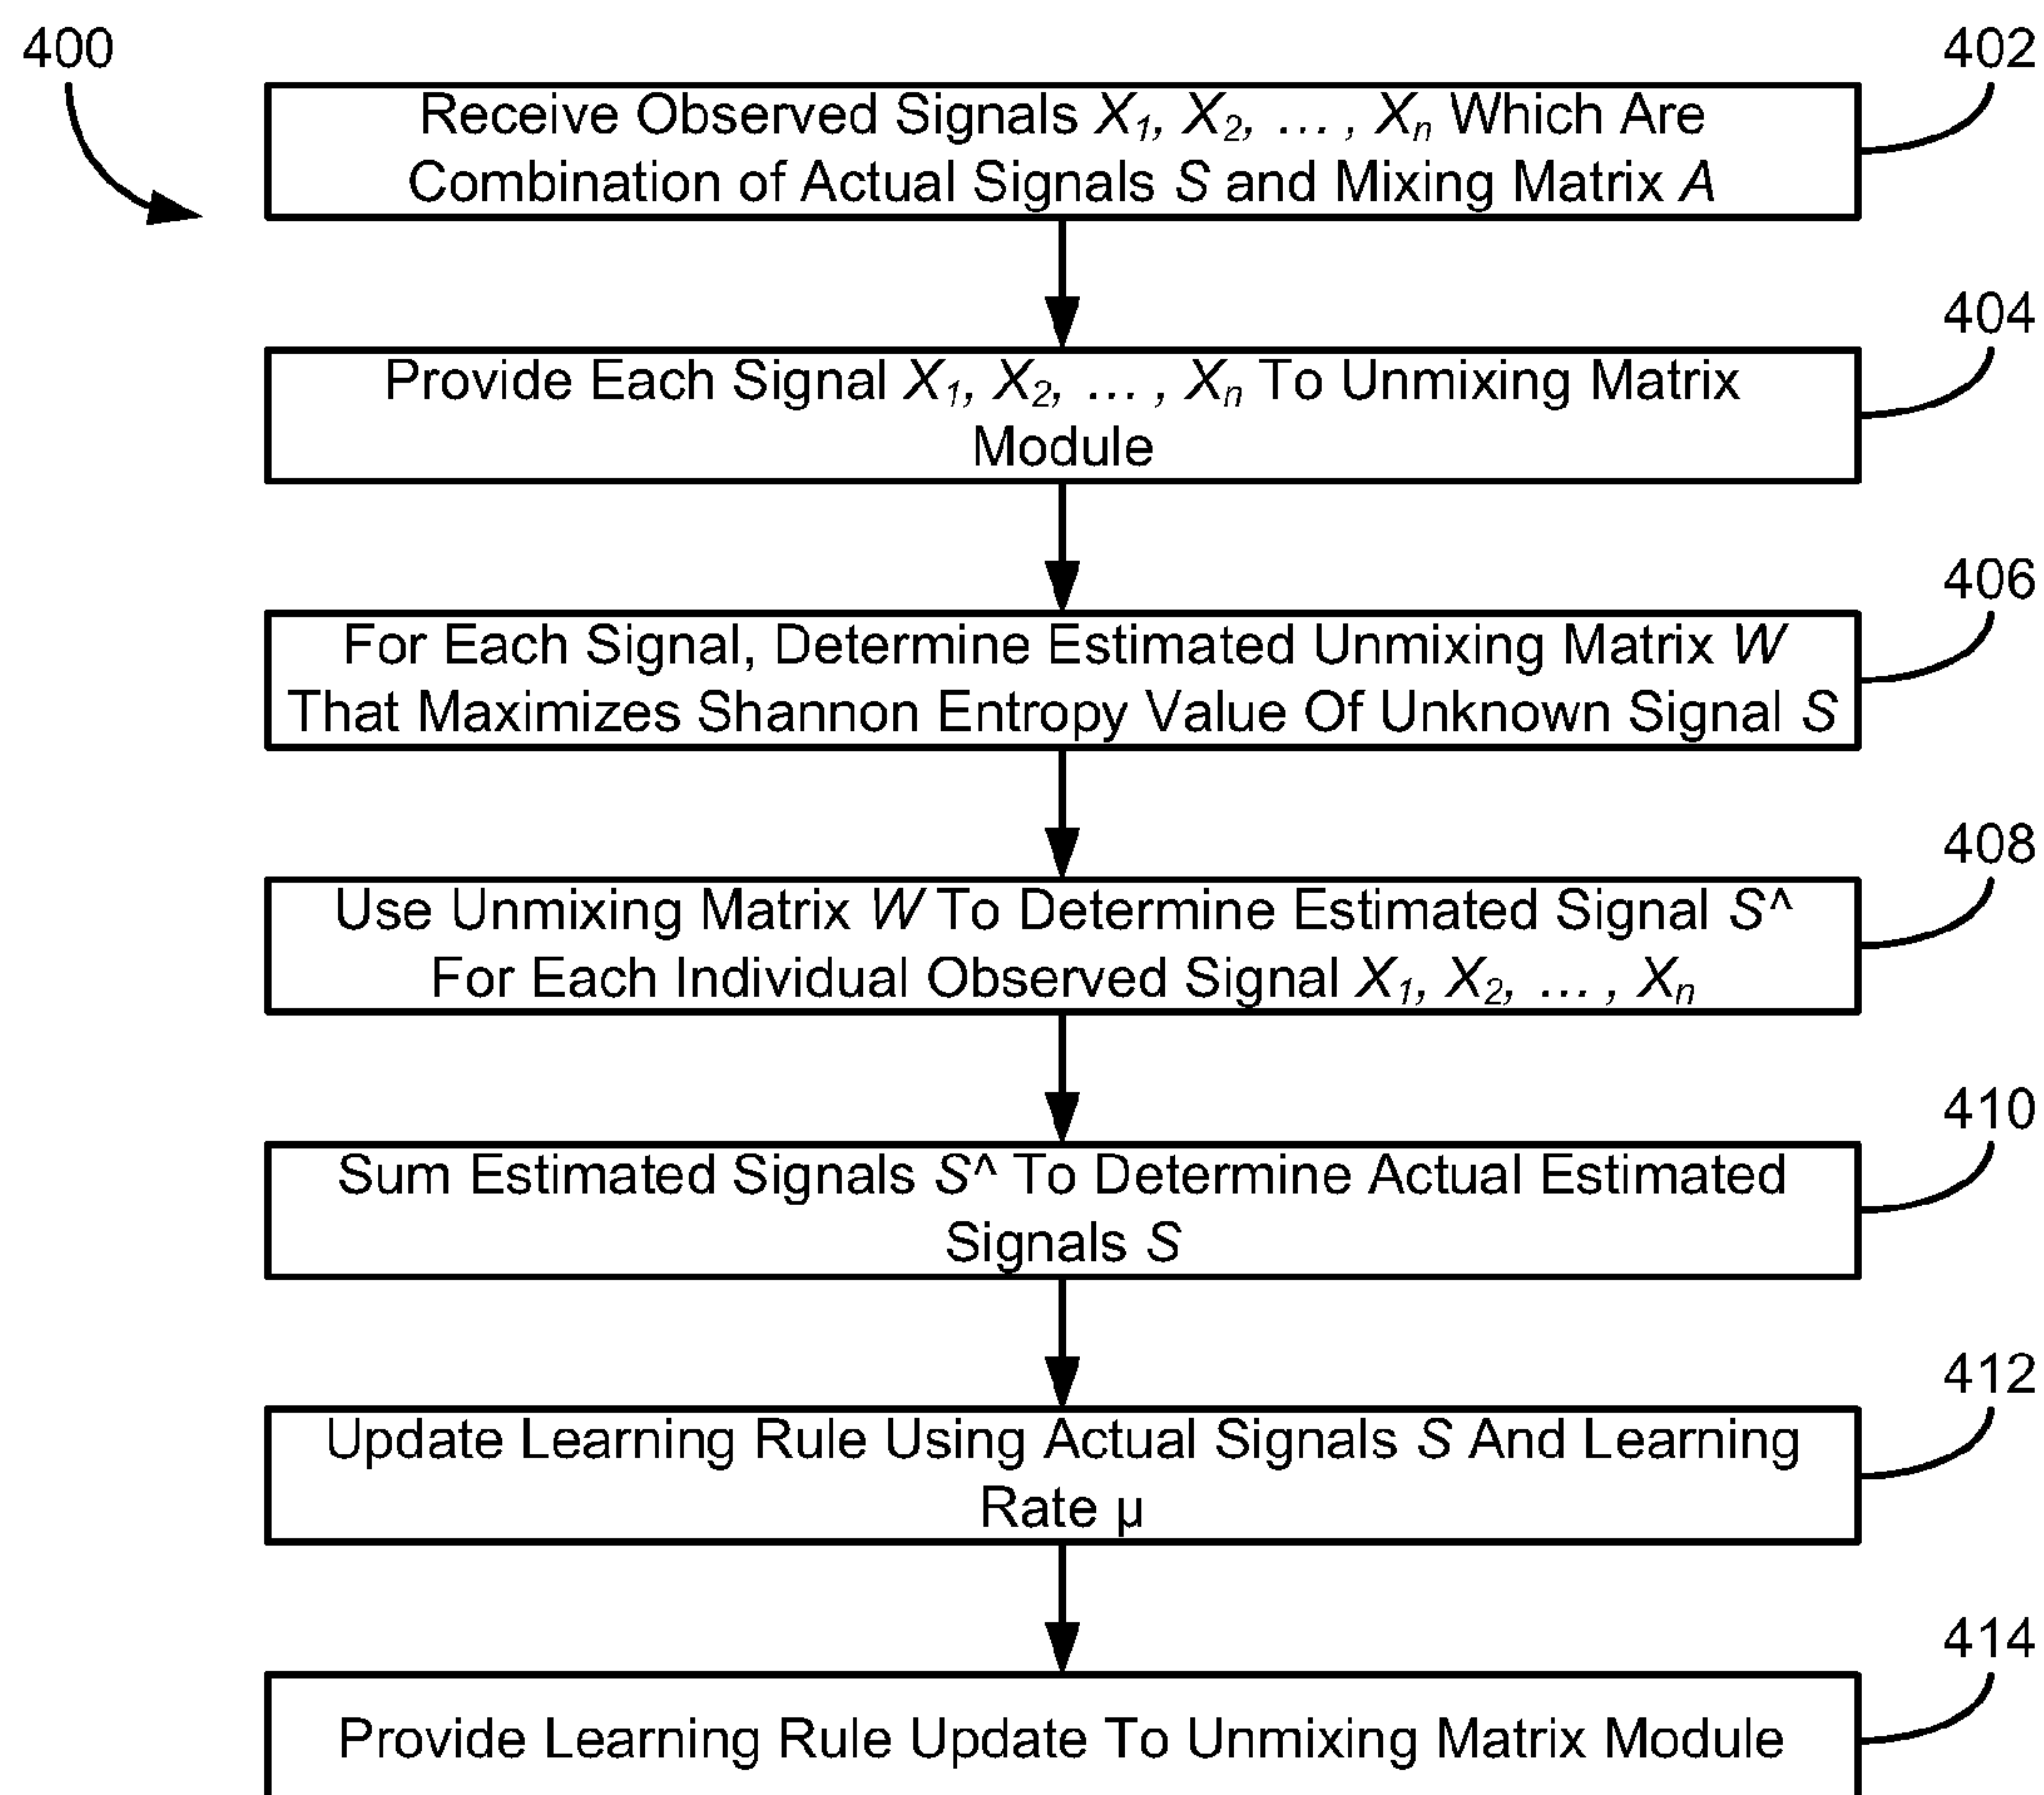 400
402
Receive Observed Signals X1, X2, ... , Xn Which Are
Combination of Actual Signals S and Mixing Matrix A
404
Provide Each Signal X1, X2, ... , Xn To Unmixing Matrix
Module
406
For Each Signal, Determine Estimated Unmixing Matrix W
That Maximizes Shannon Entropy Value Of Unknown Signal S
408
Use Unmixing Matrix W To Determine Estimated Signal S^
For Each Individual Observed Signal X1, X2, ... , Xn
410
Sum Estimated Signals S^ To Determine Actual Estimated
Signals S
412
Update Learning Rule Using Actual Signals S And Learning
Rate μ
414
Provide Learning Rule Update To Unmixing Matrix Module